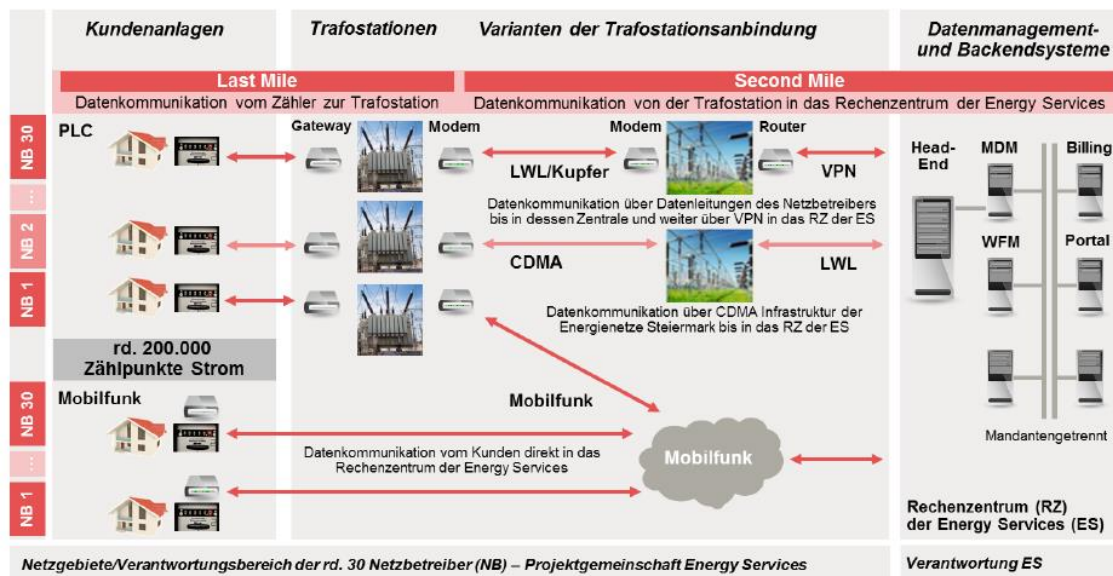 Kundenanlagen
Trafostationen
Varianten der Trafostationsanbindung
Datenmanagement-
und Backendsysteme
Last Mile
Second Mile
Datenkommunikation vom Zähler zur Trafostation
Datenkommunikation von der Trafostation in das Rechenzentrum der Energy Services
NB 30
...
NB 2
NB 1
PLC
Gateway
Modem
Modem
Router
LWL/Kupfer
VPN
Datenkommunikation über Datenleitungen des Netzbetreibers
bis in dessen Zentrale und weiter über VPN in das RZ der ES
CDMA
LWL
Datenkommunikation über CDMA Infrastruktur der
Energienetze Steiermark bis in das RZ der ES
Head-
End
MDM
Billing
WFM
Portal
Mandantengetrennt
rd. 200.000
Zählpunkte Strom
NB 30
...
NB 1
Mobilfunk
Mobilfunk
Datenkommunikation vom Kunden direkt in das
Rechenzentrum der Energy Services
Mobilfunk
Rechenzentrum (RZ)
der Energy Services (ES)
Netzgebiete/Verantwortungsbereich der rd. 30 Netzbetreiber (NB) – Projektgemeinschaft Energy Services
Verantwortung ES